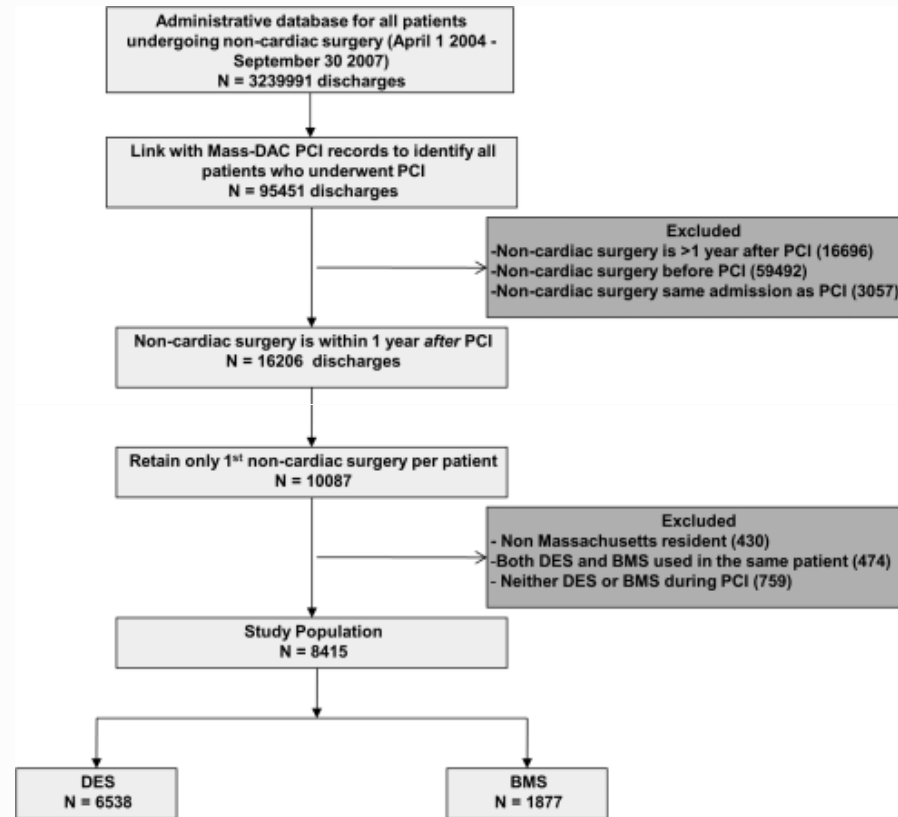 Administrative database for all patients
undergoing non-cardiac surgery (April 1 2004 -
September 30 2007)
N = 3239991 discharges
Link with Mass-DAC PCI records to identify all
patients who underwent PCI
N = 95451 discharges
Excluded
-Non-cardiac surgery is >1 year after PCI (16696)
-Non-cardiac surgery before PCI (59492)
-Non-cardiac surgery same admission as PCI (3057)
Non-cardiac surgery is within 1 year after PCI
N = 16206 discharges
Retain only 1st non-cardiac surgery per patient
N = 10087
Excluded
- Non Massachusetts resident (430)
-Both DES and BMS used in the same patient (474)
- Neither DES or BMS during PCI (759)
Study Population
N = 8415
DES
N = 6538
BMS
N = 1877